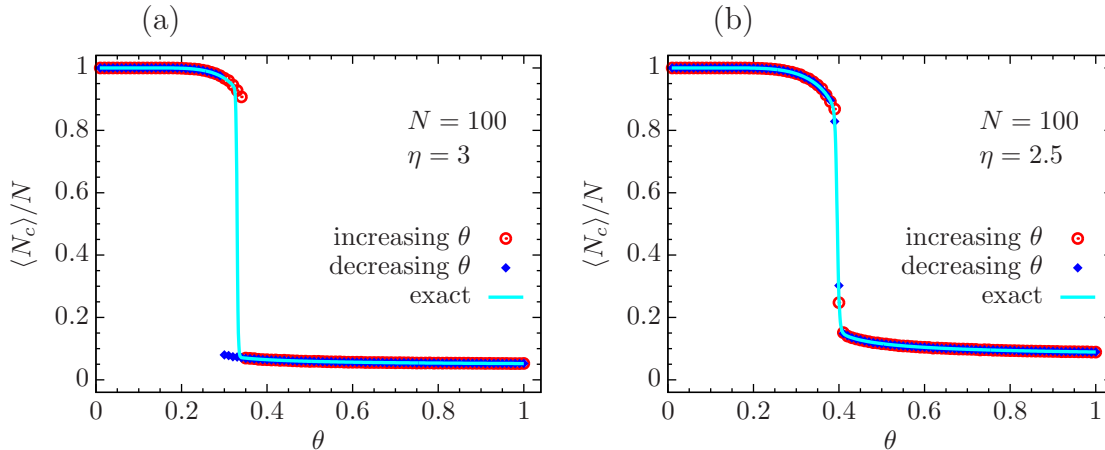 (a)
⟨N_c⟩/N
1
0.8
0.6
0.4
0.2
0
N = 100
η = 3
increasing θ
decreasing θ
exact
0 0.2 0.4 0.6 0.8 1
θ
(b)
⟨N_c⟩/N
1
0.8
0.6
0.4
0.2
0
N = 100
η = 2.5
increasing θ
decreasing θ
exact
0 0.2 0.4 0.6 0.8 1
θ